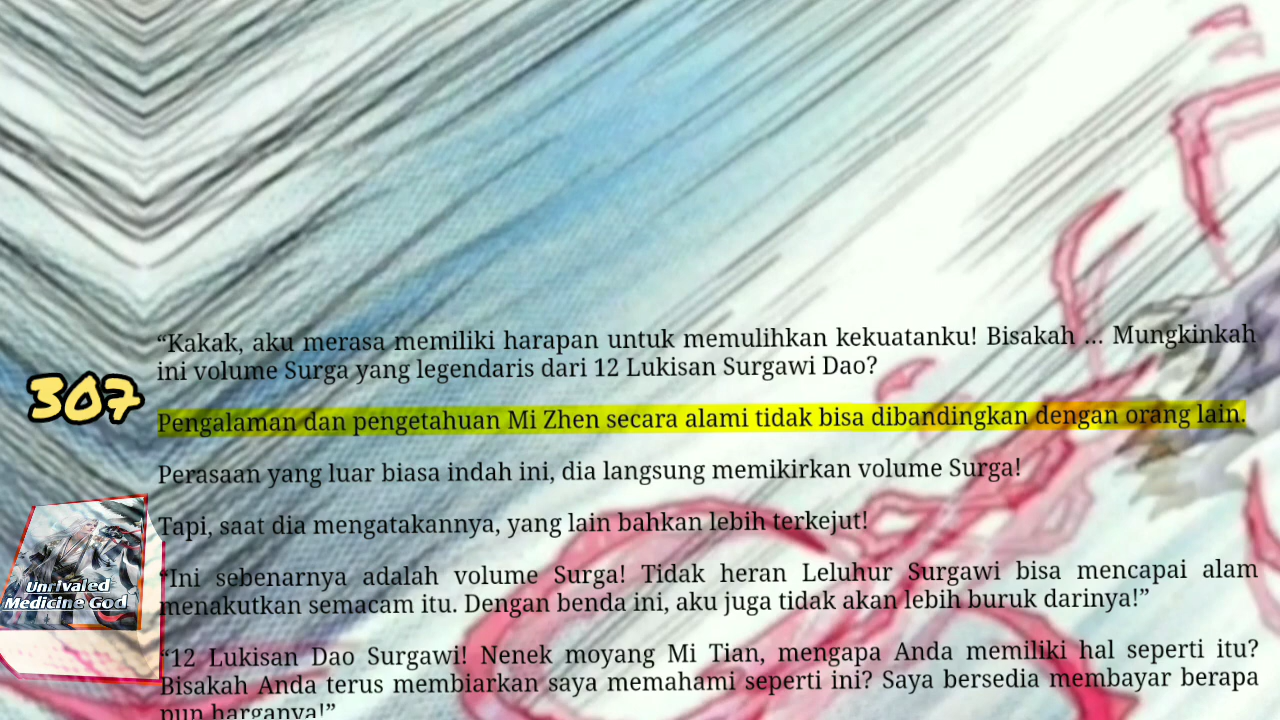 “Kakak, aku merasa memiliki harapan untuk memulihkan kekuatanku! Bisakah ... Mungkinkah
ini volume Surga yang legendaris dari 12 Lukisan Surgawi Dao?
307
Pengalaman dan pengetahuan Mi Zhen secara alami tidak bisa dibandingkan dengan orang lain.
Perasaan yang luar biasa indah ini, dia langsung memikirkan volume Surga!
Tapi, saat dia mengatakannya, yang lain bahkan lebih terkejut!
Unrivaled
Medicine God
“Ini sebenarnya adalah volume Surga! Tidak heran Leluhur Surgawi bisa mencapai alam
menakutkan semacam itu. Dengan benda ini, aku juga tidak akan lebih buruk darinya!”
“12 Lukisan Dao Surgawi! Nenek moyang Mi Tian, mengapa Anda memiliki hal seperti itu?
Bisakah Anda terus membiarkan saya memahami seperti ini? Saya bersedia membayar berapa
pun harganya!”